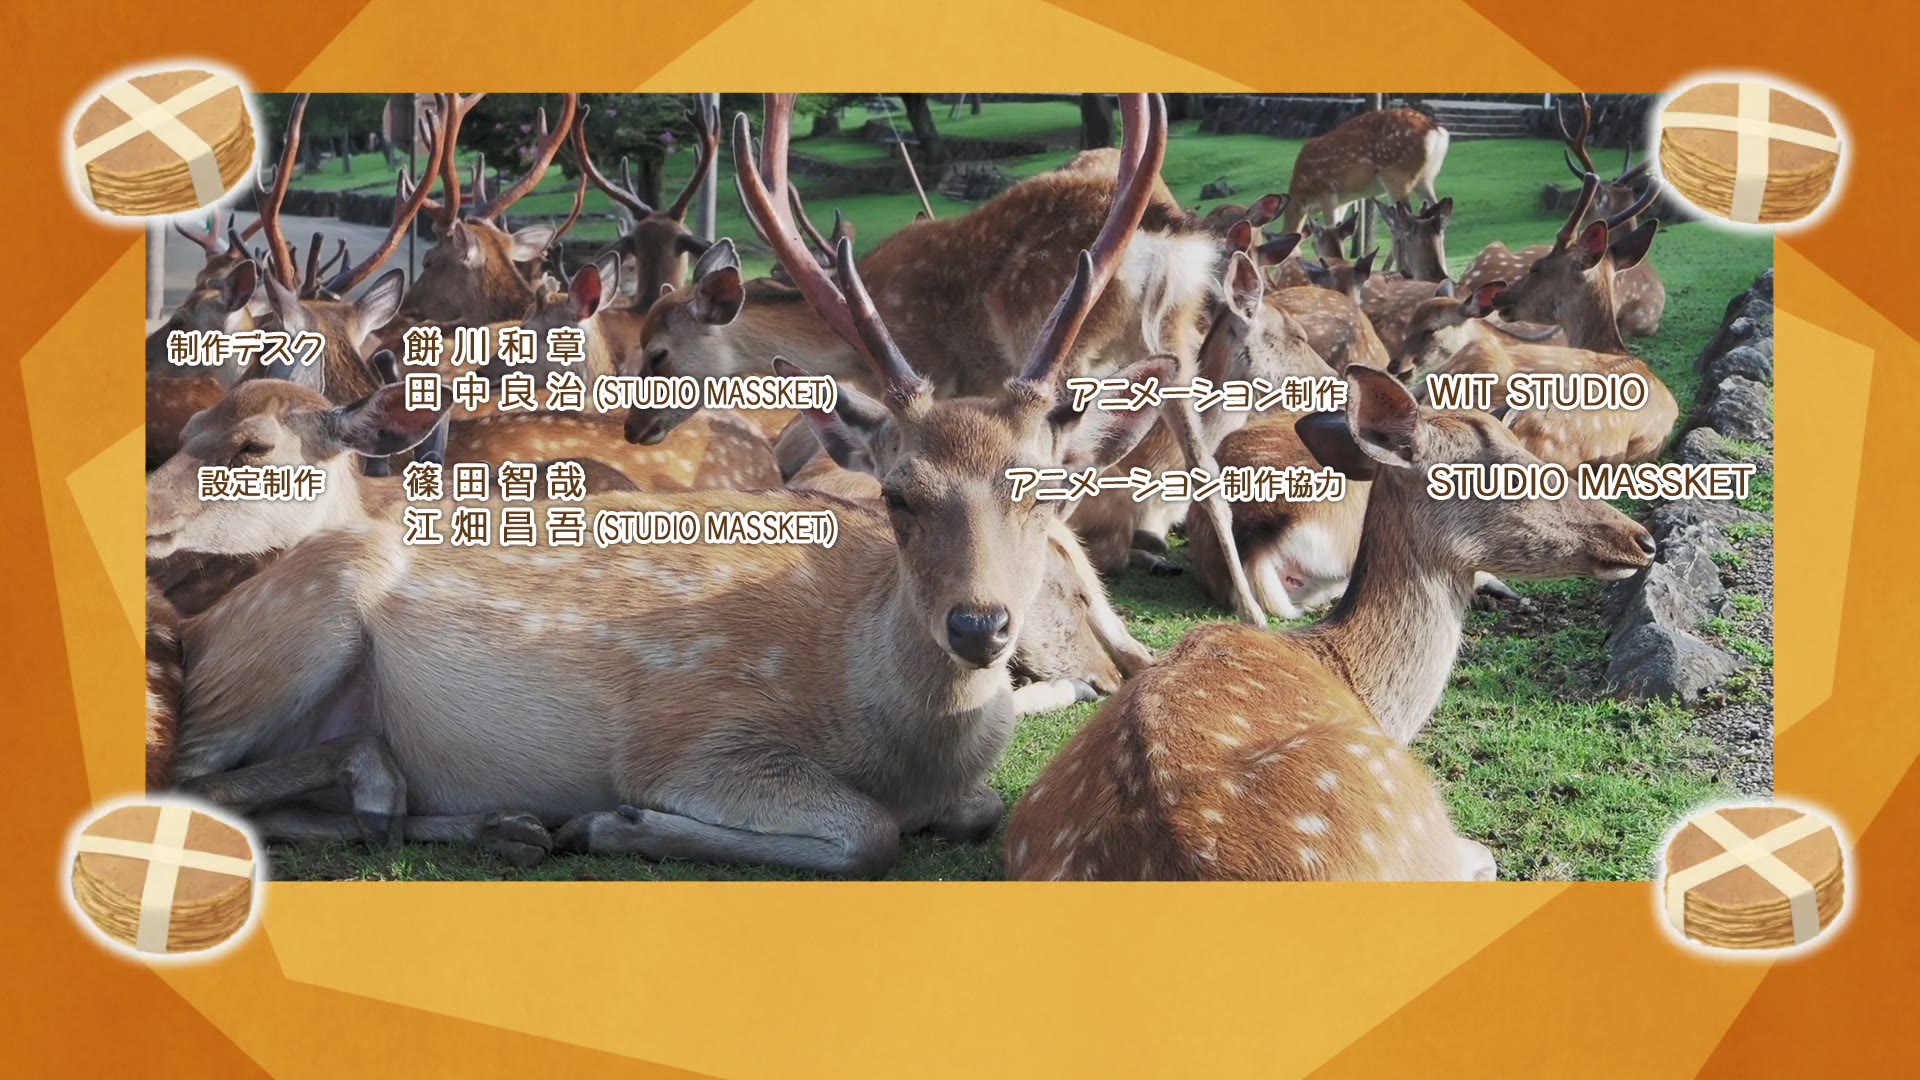 制作デスク 餅川和章
田中良治(STUDIO MASSKET)
設定制作 篠田智哉
江畑昌吾(STUDIO MASSKET)
アニメーション制作 WIT STUDIO
アニメーション制作協力 STUDIO MASSKET